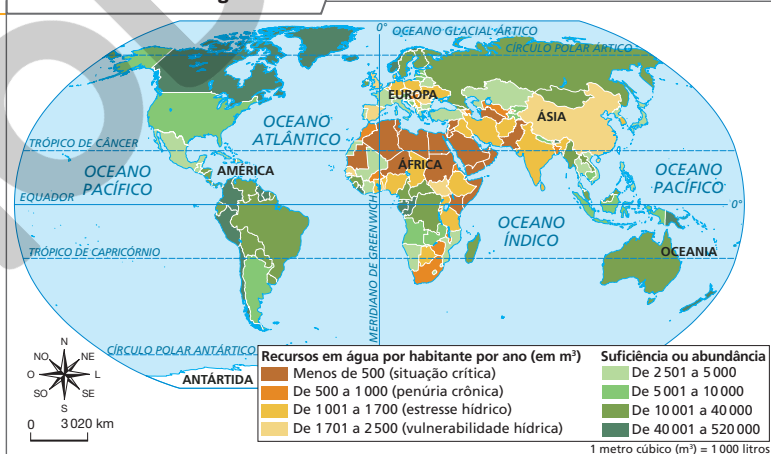 OCEANO GLACIAL ÁRTICO
0°
CÍRCULO POLAR ÁRTICO
EUROPA
ÁSIA
OCEANO
ATLÂNTICO
TRÓPICO DE CÂNCER
ÁFRICA
AMÉRICA
OCEANO
PACÍFICO
OCEANO
PACÍFICO
EQUADOR
0°
OCEANO
ÍNDICO
MERIDIANO DE GREENWICH
TRÓPICO DE CAPRICÓRNIO
OCEANIA
CÍRCULO POLAR ANTÁRTICO
ANTÁRTIDA
N
NO NE
O L
SO SE
S
0 3 020 km
Recursos em água por habitante por ano (em m³)
Menos de 500 (situação crítica)
De 500 a 1 000 (penúria crônica)
De 1 001 a 1 700 (estresse hídrico)
De 1 701 a 2 500 (vulnerabilidade hídrica)
Suficiência ou abundância
De 2 501 a 5 000
De 5 001 a 10 000
De 10 001 a 40 000
De 40 001 a 520 000
1 metro cúbico (m³) = 1 000 litros